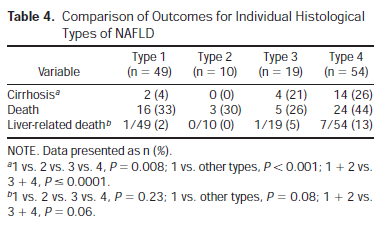 Table 4. Comparison of Outcomes for Individual Histological
Types of NAFLD
Variable Type 1 (n = 49) Type 2 (n = 10) Type 3 (n = 19) Type 4 (n = 54)
Cirrhosisᵃ 2 (4) 0 (0) 4 (21) 14 (26)
Death 16 (33) 3 (30) 5 (26) 24 (44)
Liver-related deathᵇ 1/49 (2) 0/10 (0) 1/19 (5) 7/54 (13)
NOTE. Data presented as n (%).
ᵃ1 vs. 2 vs. 3 vs. 4, P = 0.008; 1 vs. other types, P < 0.001; 1 + 2 vs.
3 + 4, P ≤ 0.0001.
ᵇ1 vs. 2 vs. 3 vs. 4, P = 0.23; 1 vs. other types, P = 0.08; 1 + 2 vs.
3 + 4, P = 0.06.